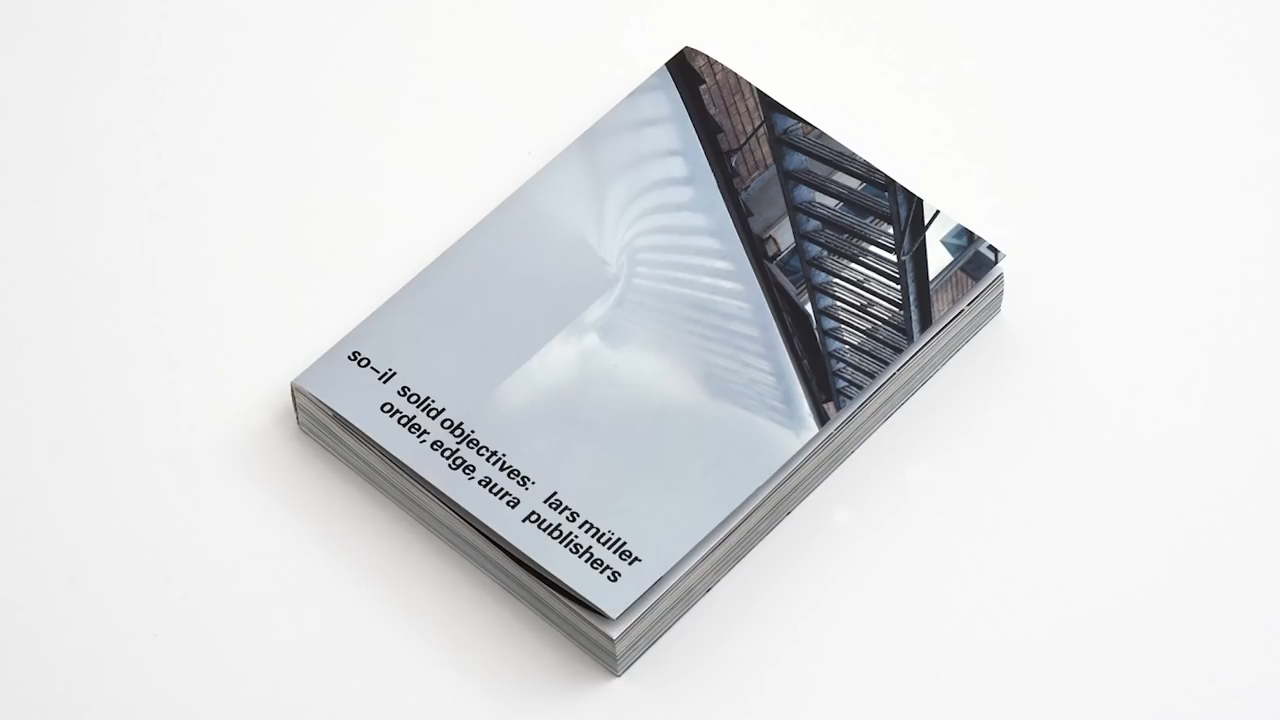 so–il solid objectives: lars müller
order, edge, aura publishers